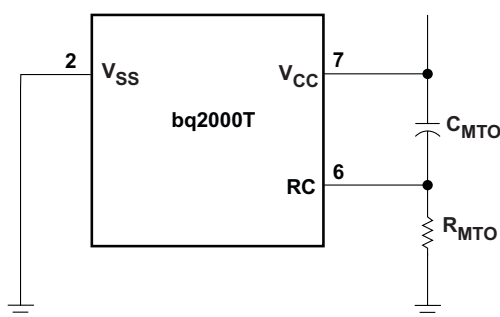 2
VSS
VCC
7
bq2000T
CMTO
RC
6
RMTO